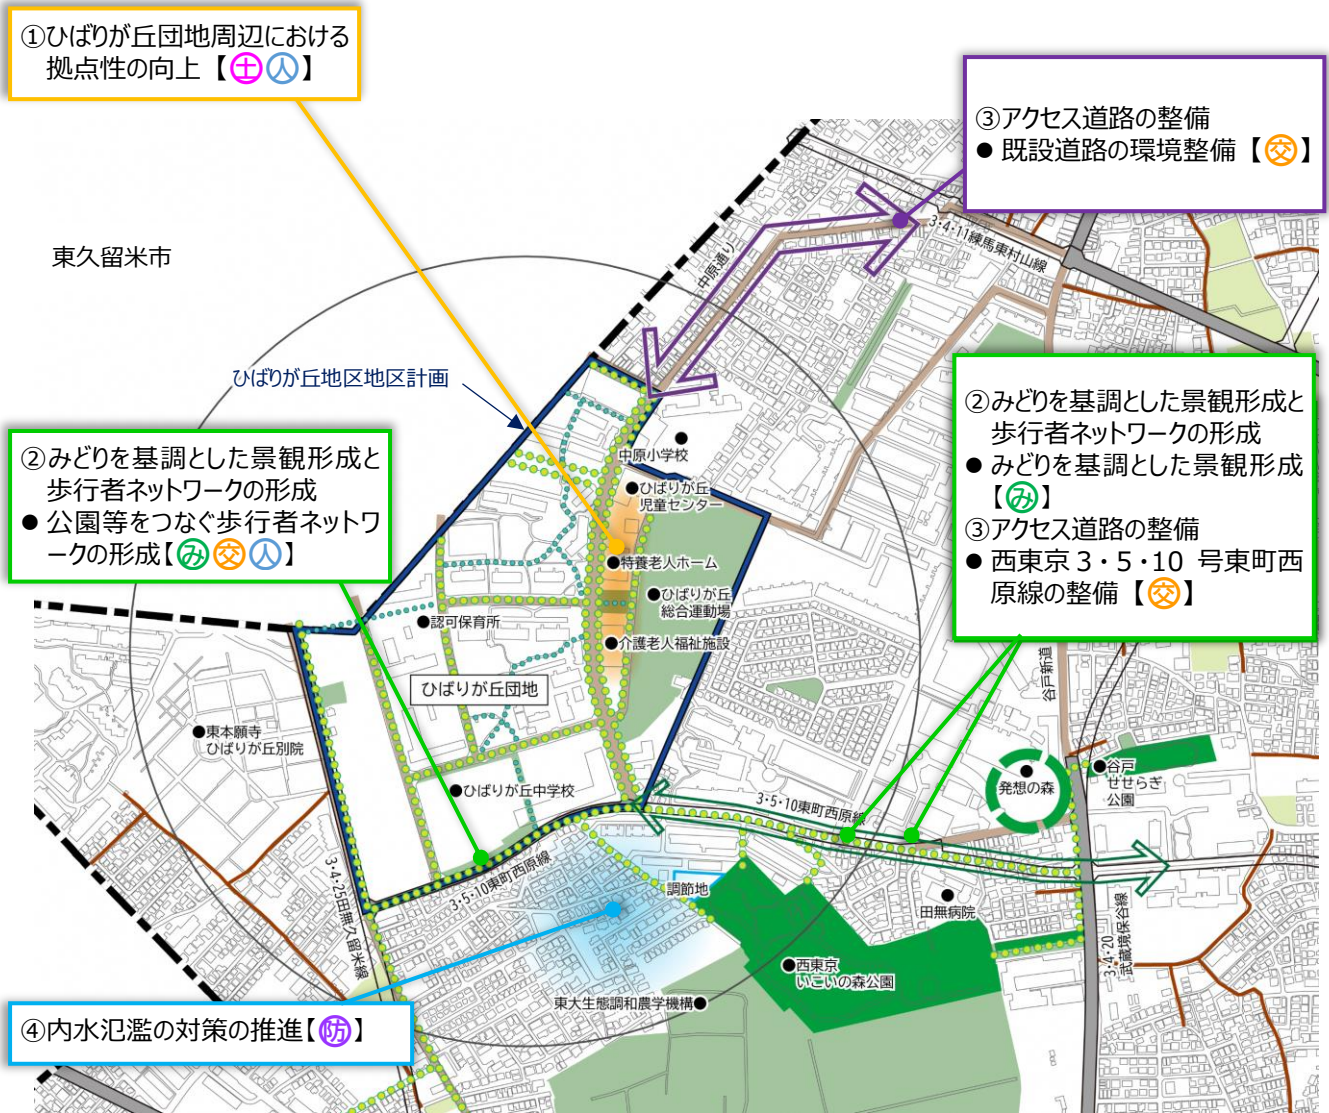 ①ひばりが丘団地周辺における
拠点性の向上【土人】
③アクセス道路の整備
● 既設道路の環境整備【交】
東久留米市
中原通り
3・4・11練馬東村山線
ひばりが丘地区地区計画
②みどりを基調とした景観形成と
歩行者ネットワークの形成
● 公園等をつなぐ歩行者ネットワ
ークの形成【み交人】
②みどりを基調とした景観形成と
歩行者ネットワークの形成
● みどりを基調とした景観形成
【み】
③アクセス道路の整備
● 西東京3・5・10 号東町西
原線の整備【交】
中原小学校
●ひばりが丘
児童センター
●特養老人ホーム
●ひばりが丘
総合運動場
●認可保育所
●介護老人福祉施設
ひばりが丘団地
谷戸新道
●東本願寺
ひばりが丘別院
●ひばりが丘中学校
発想の森
●谷戸
せせらぎ
公園
3・5・10東町西原線
3・5・10東町西原線
3・4・25田無久留米線
調節地
田無病院
3・4・20
武蔵境保谷線
●西東京
いこいの森公園
東大生態調和農学機構●
④内水氾濫の対策の推進【防】